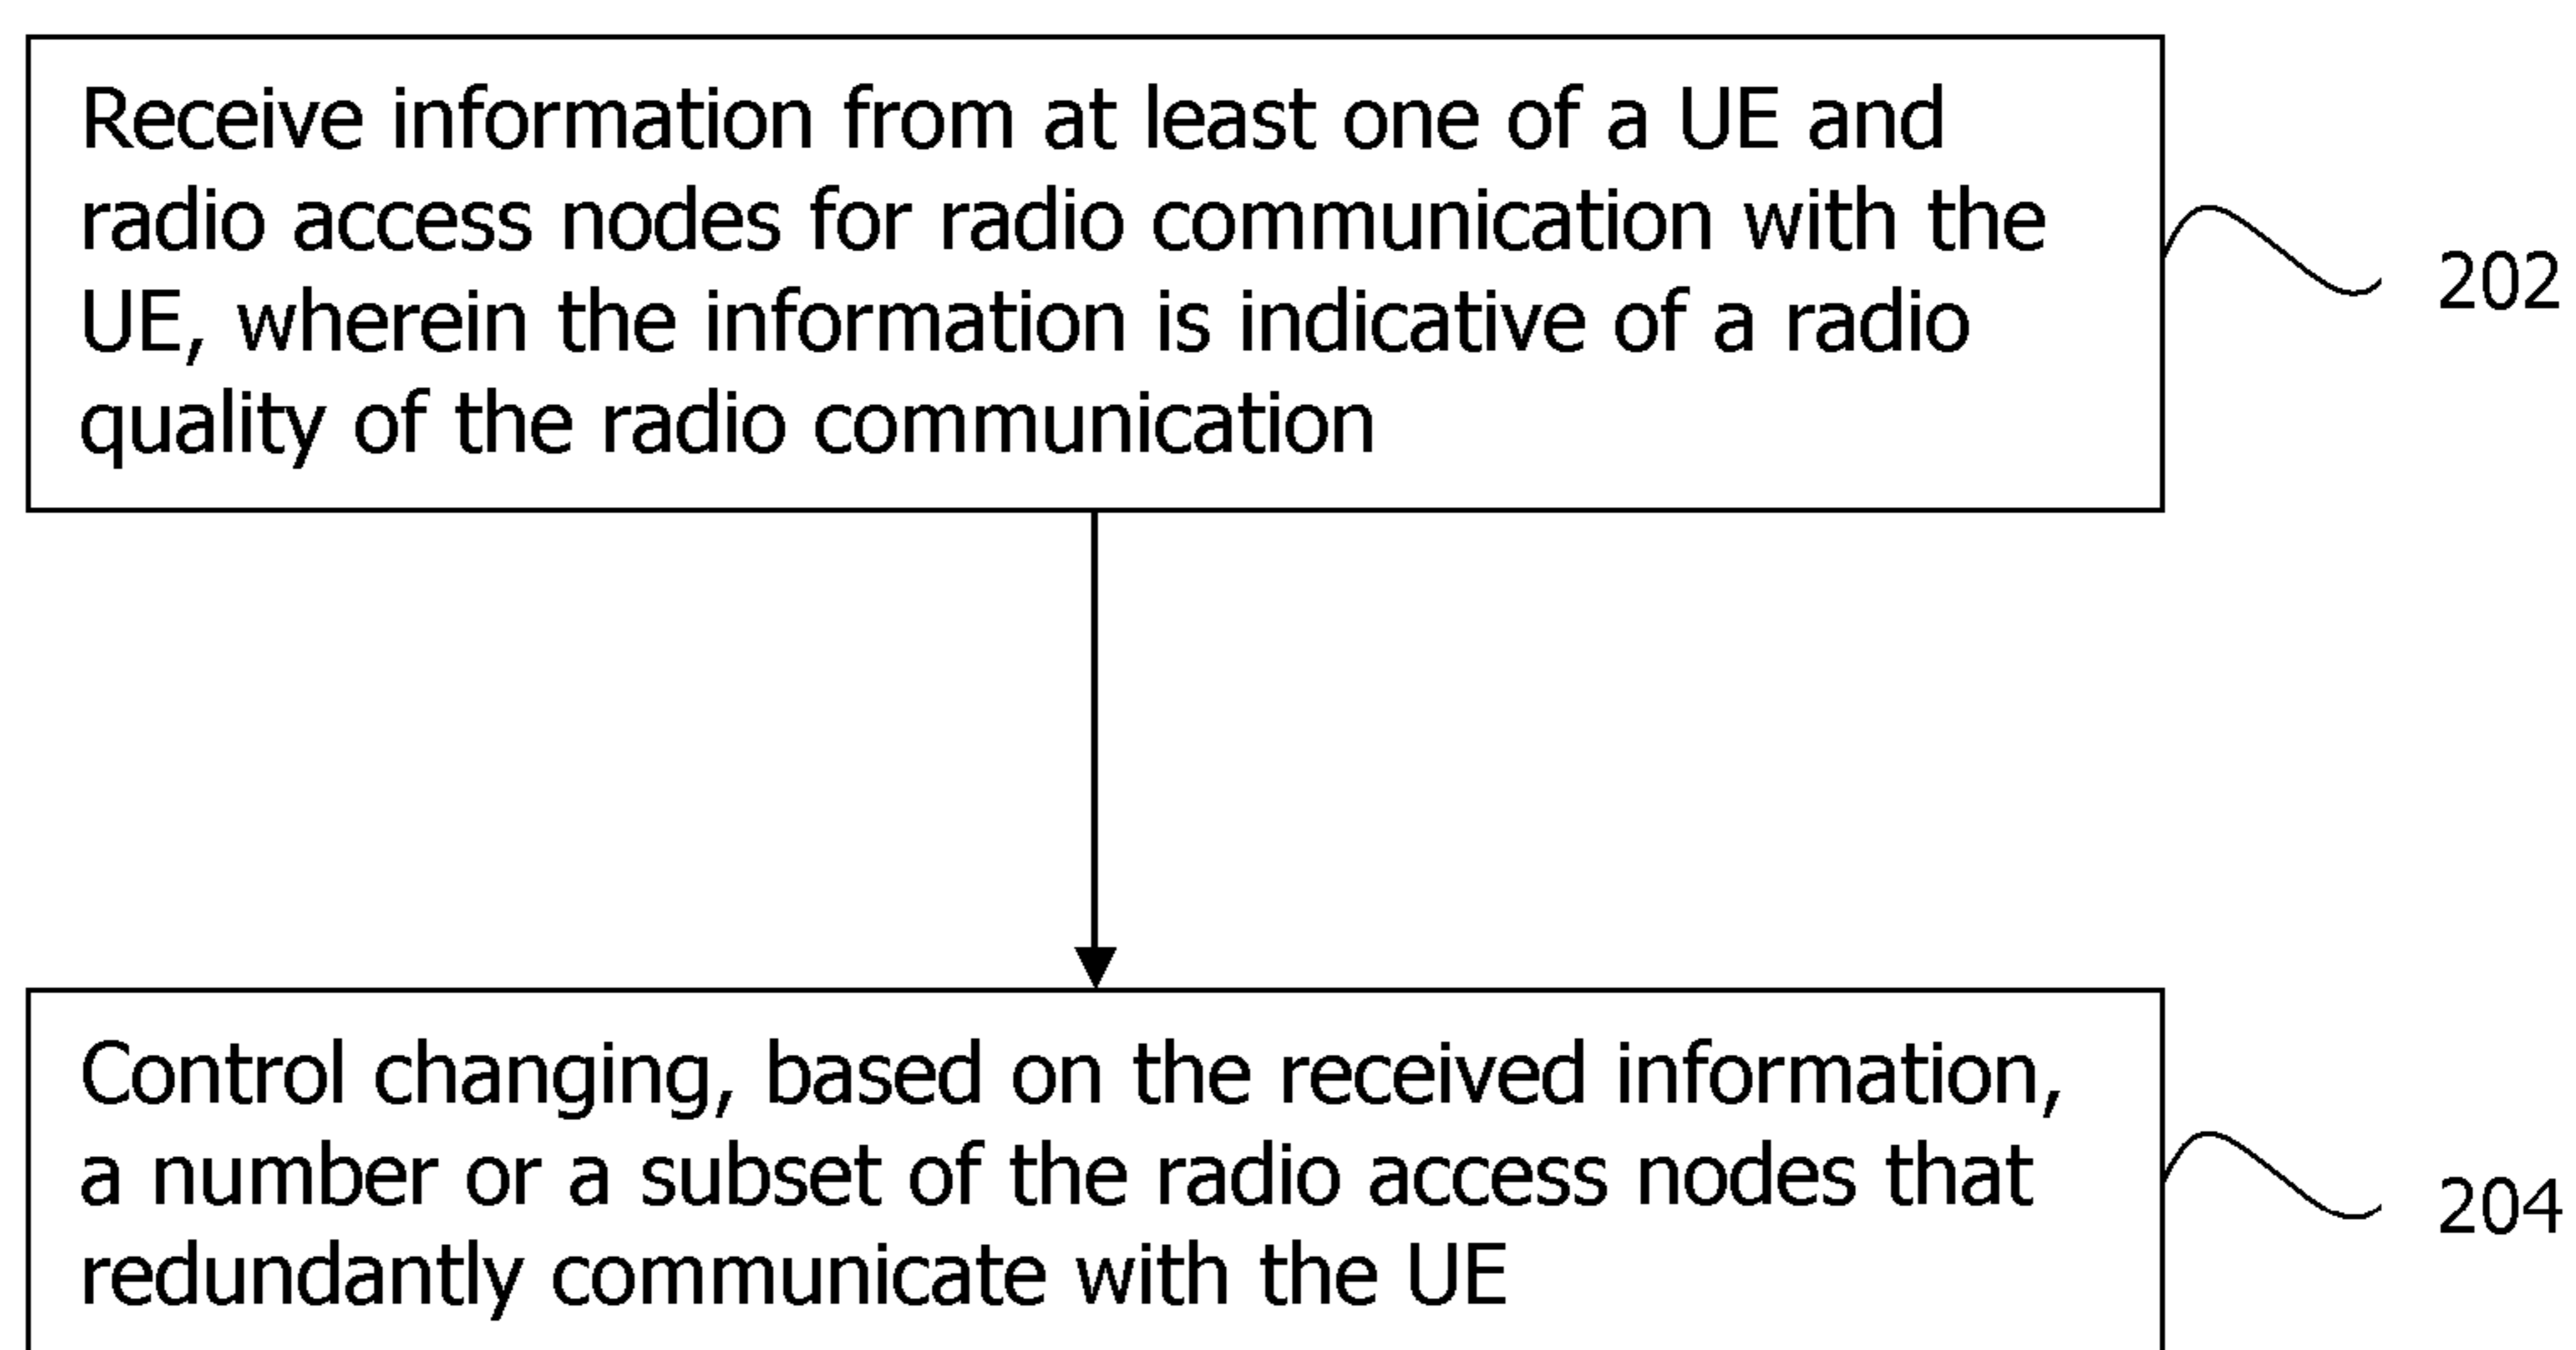 Receive information from at least one of a UE and
radio access nodes for radio communication with the
UE, wherein the information is indicative of a radio
quality of the radio communication
202
Control changing, based on the received information,
a number or a subset of the radio access nodes that
redundantly communicate with the UE
204